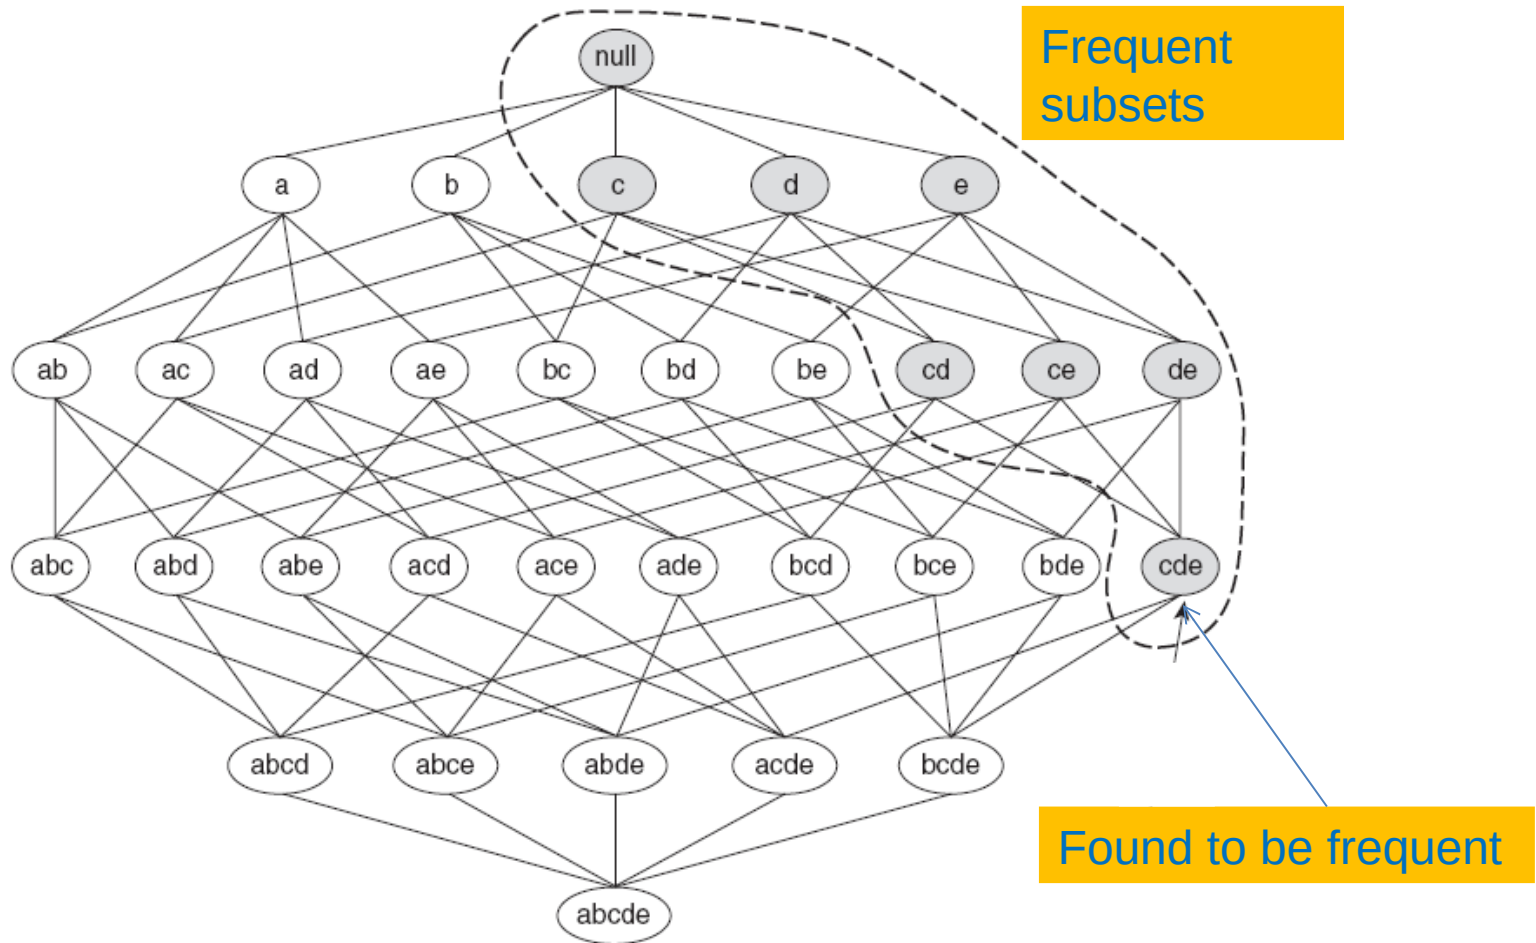 null
Frequent
subsets
a b c d e
ab ac ad ae bc bd be cd ce de
abc abd abe acd ace ade bcd bce bde cde
abcd abce abde acde bcde
Found to be frequent
abcde